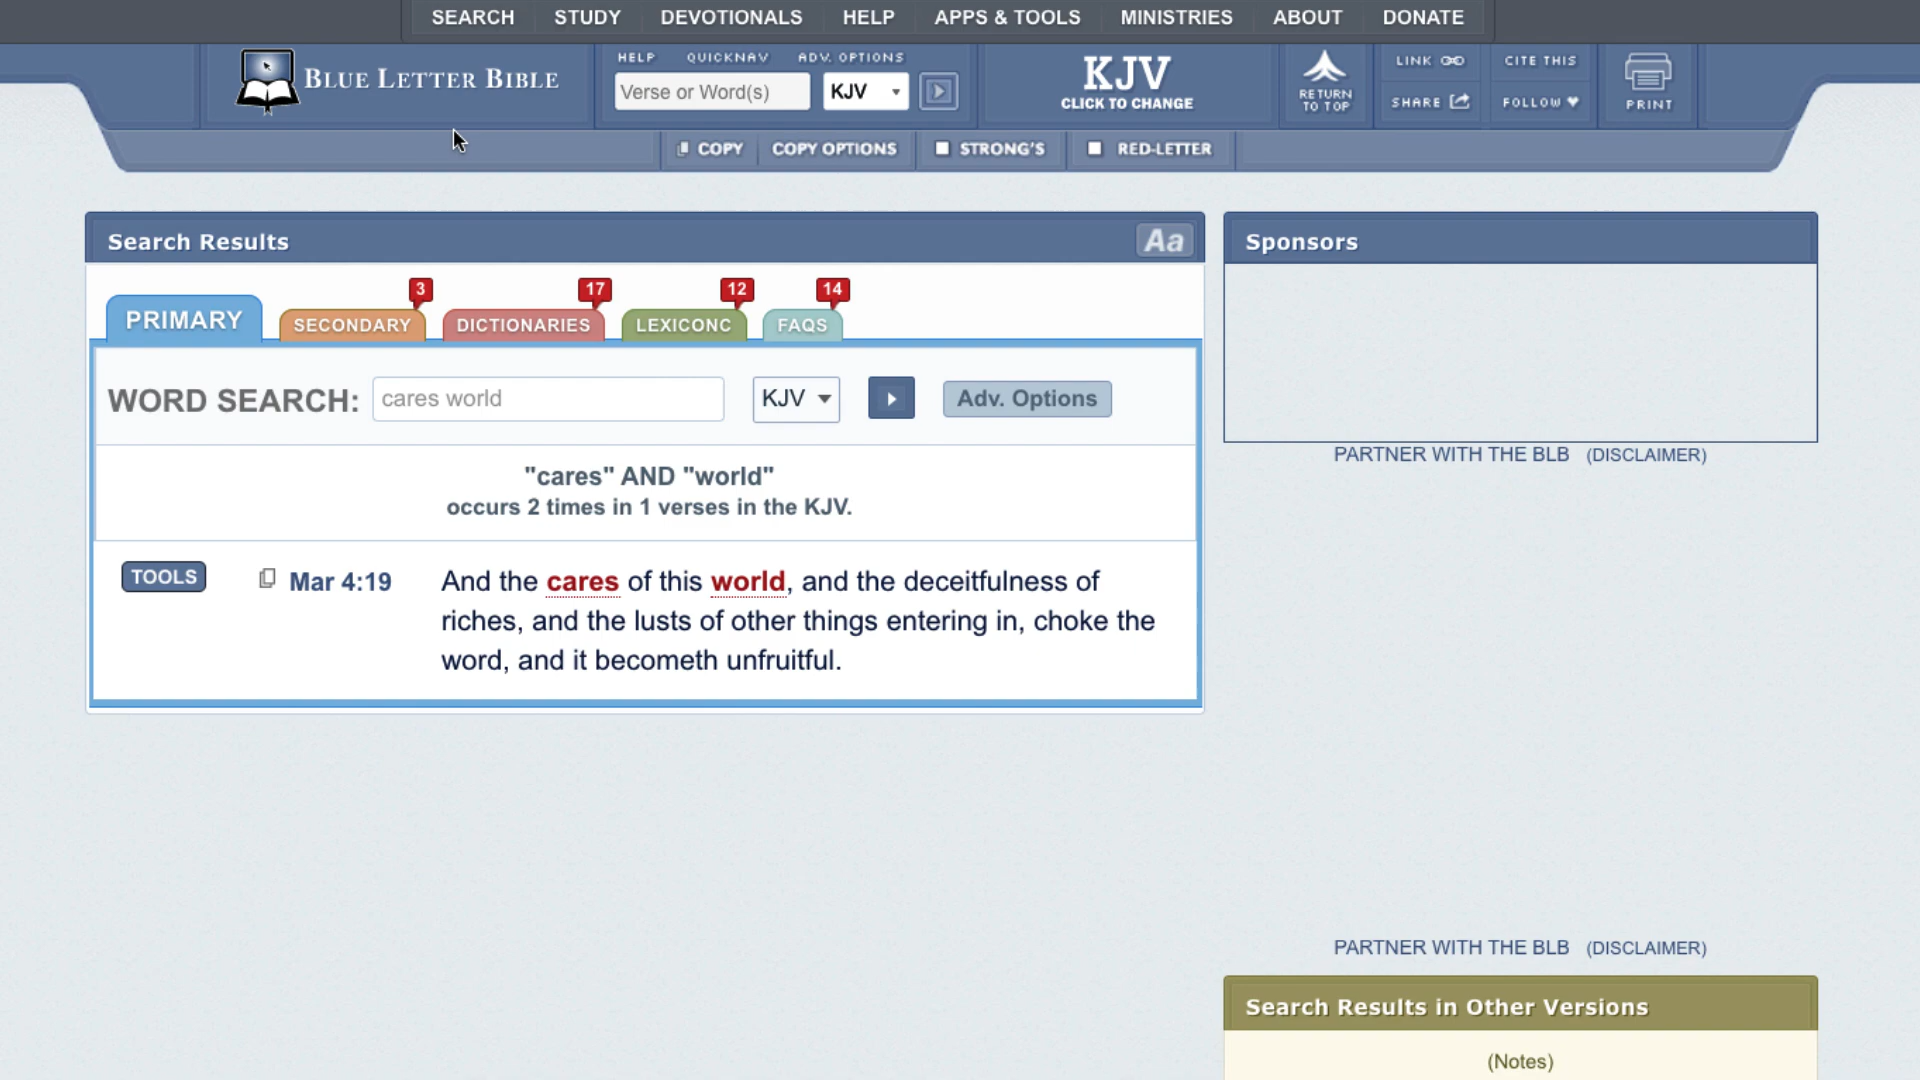 SEARCH STUDY DEVOTIONALS HELP APPS & TOOLS MINISTRIES ABOUT DONATE
BLUE LETTER BIBLE
HELP QUICKNAV ADV. OPTIONS
Verse or Word(s) KJV
KJV
CLICK TO CHANGE
RETURN
TO TOP
LINK CITE THIS
SHARE FOLLOW
PRINT
COPY COPY OPTIONS STRONG'S RED-LETTER
Search Results Aa
3 17 12 14
PRIMARY SECONDARY DICTIONARIES LEXICONC FAQS
WORD SEARCH: cares world KJV Adv. Options
"cares" AND "world"
occurs 2 times in 1 verses in the KJV.
TOOLS Mar 4:19 And the cares of this world, and the deceitfulness of
riches, and the lusts of other things entering in, choke the
word, and it becometh unfruitful.
Sponsors
PARTNER WITH THE BLB (DISCLAIMER)
PARTNER WITH THE BLB (DISCLAIMER)
Search Results in Other Versions
(Notes)